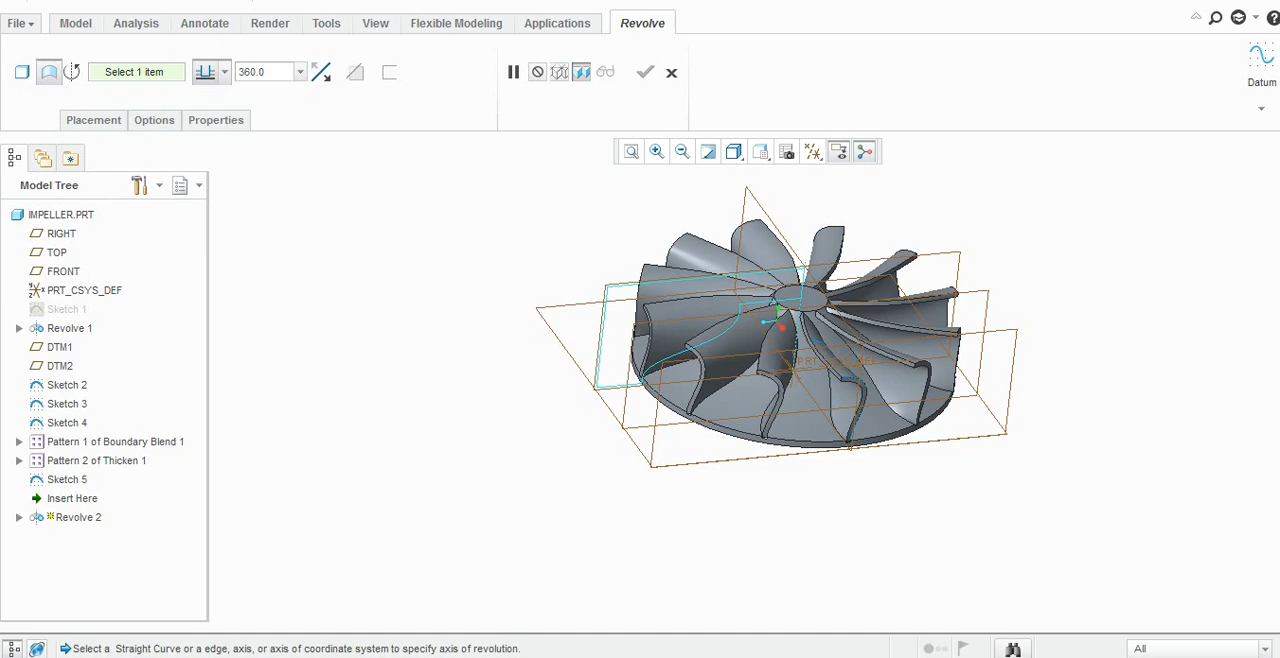 File Model Analysis Annotate Render Tools View Flexible Modeling Applications Revolve
Select 1 item 360.0
Datum
Placement Options Properties
Model Tree
IMPELLER.PRT
RIGHT
TOP
FRONT
PRT_CSYS_DEF
Sketch 1
Revolve 1
DTM1
DTM2
Sketch 2
Sketch 3
Sketch 4
Pattern 1 of Boundary Blend 1
Pattern 2 of Thicken 1
Sketch 5
Insert Here
Revolve 2
PRT_CSYS_DEF
Select a Straight Curve or a edge, axis, or axis of coordinate system to specify axis of revolution.
All